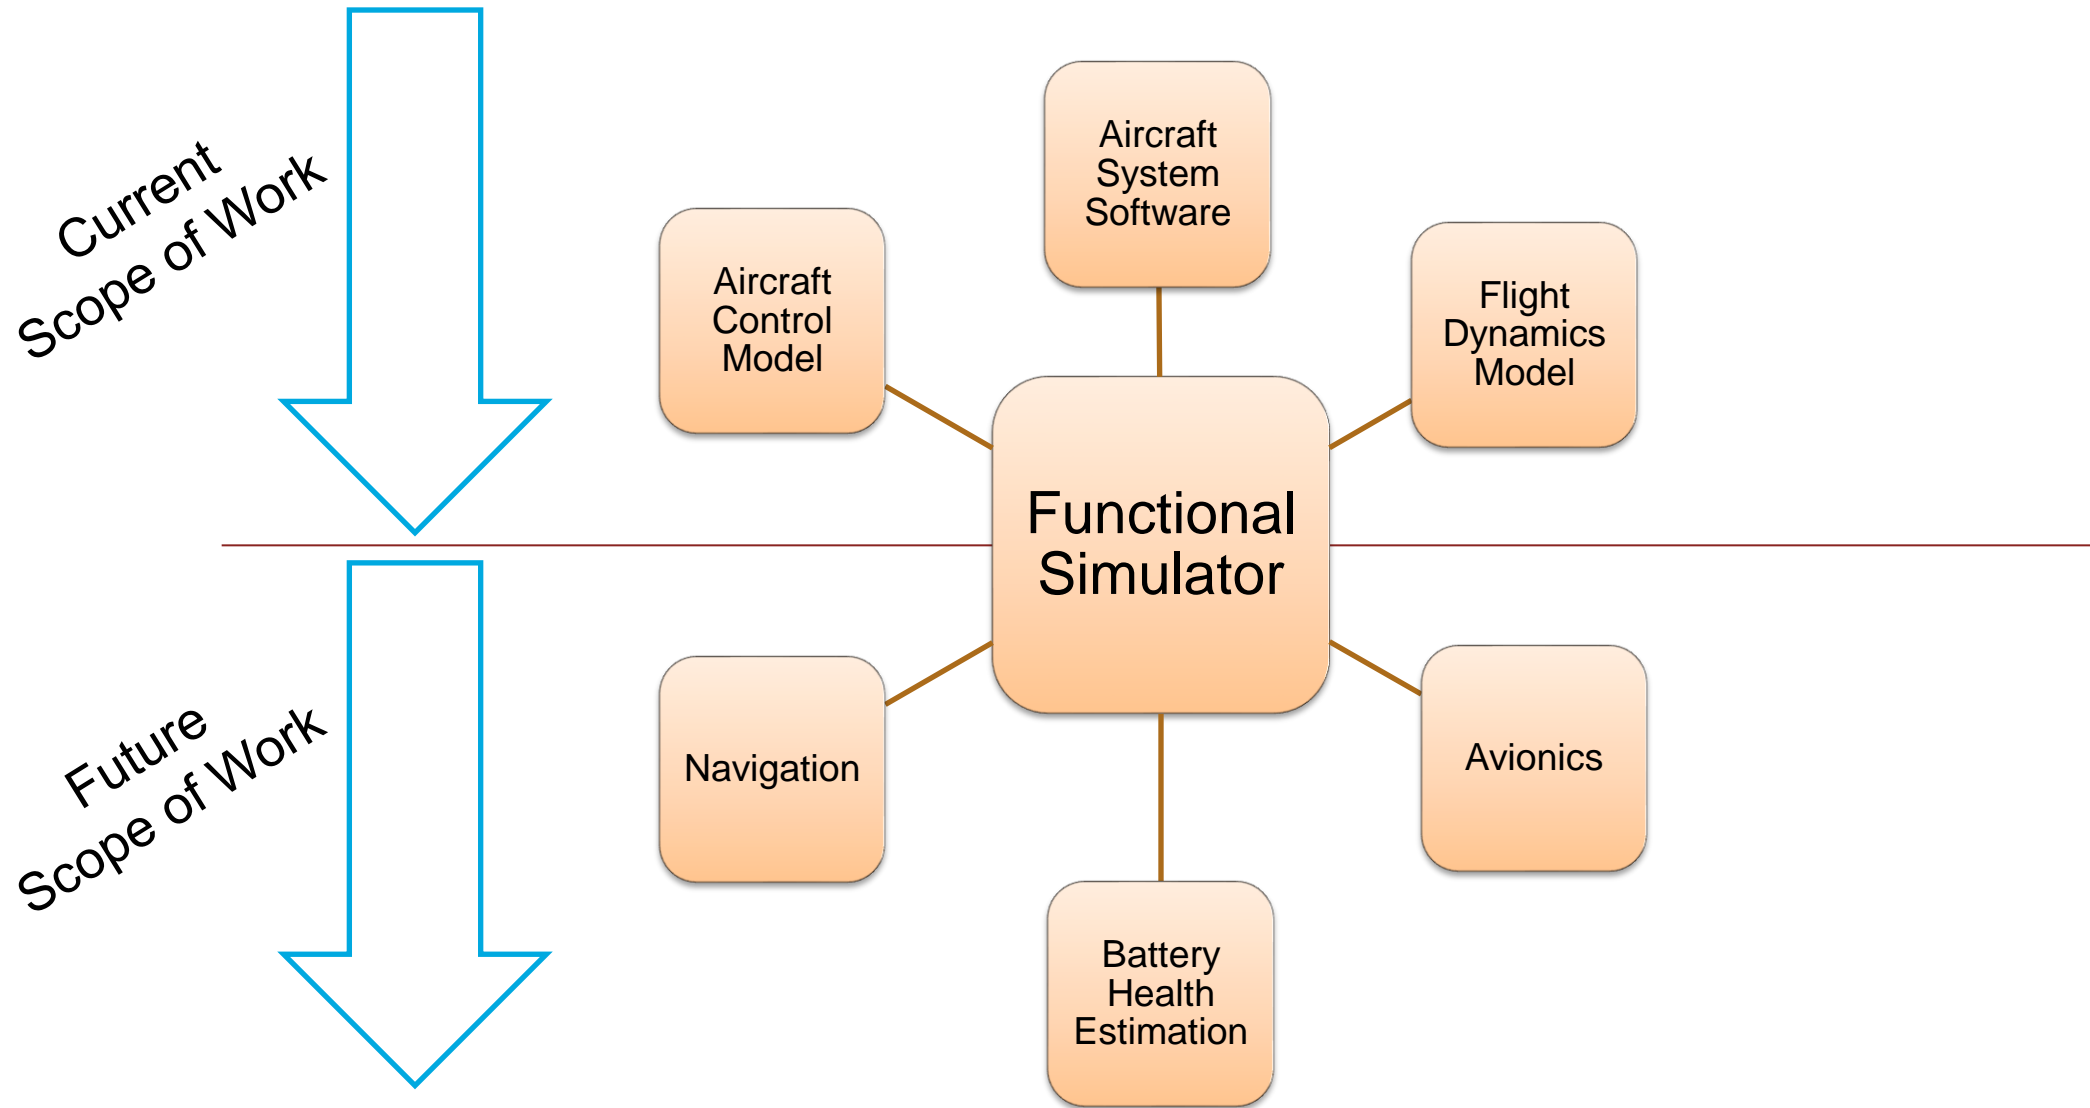 Current
Scope of Work
Aircraft
System
Software
Aircraft
Control
Model
Flight
Dynamics
Model
Functional
Simulator
Future
Scope of Work
Navigation
Avionics
Battery
Health
Estimation